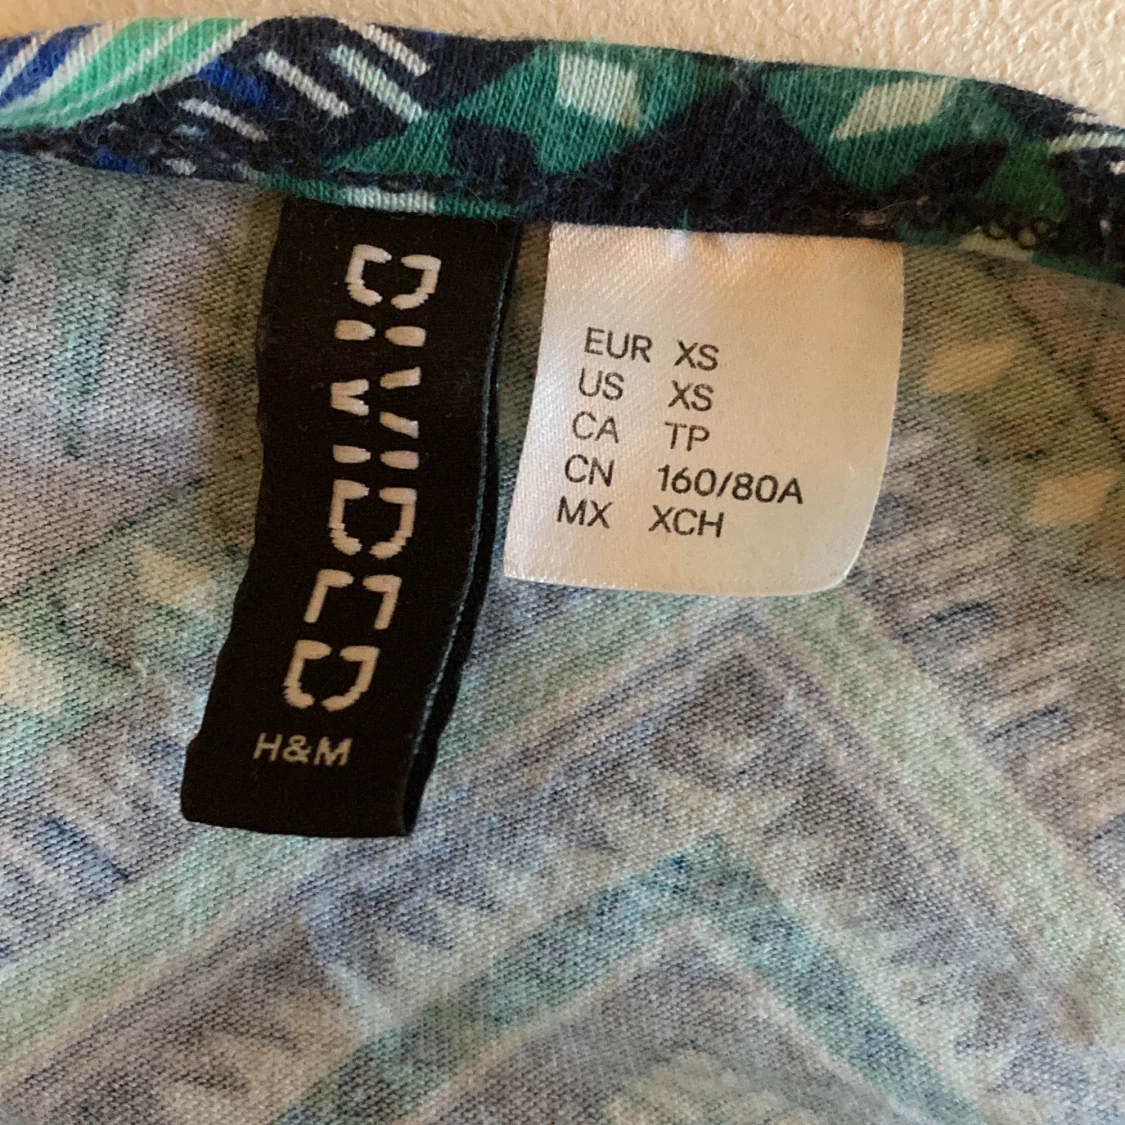 DIVIDED
H&M
EUR XS
US XS
CA TP
CN 160/80A
MX XCH